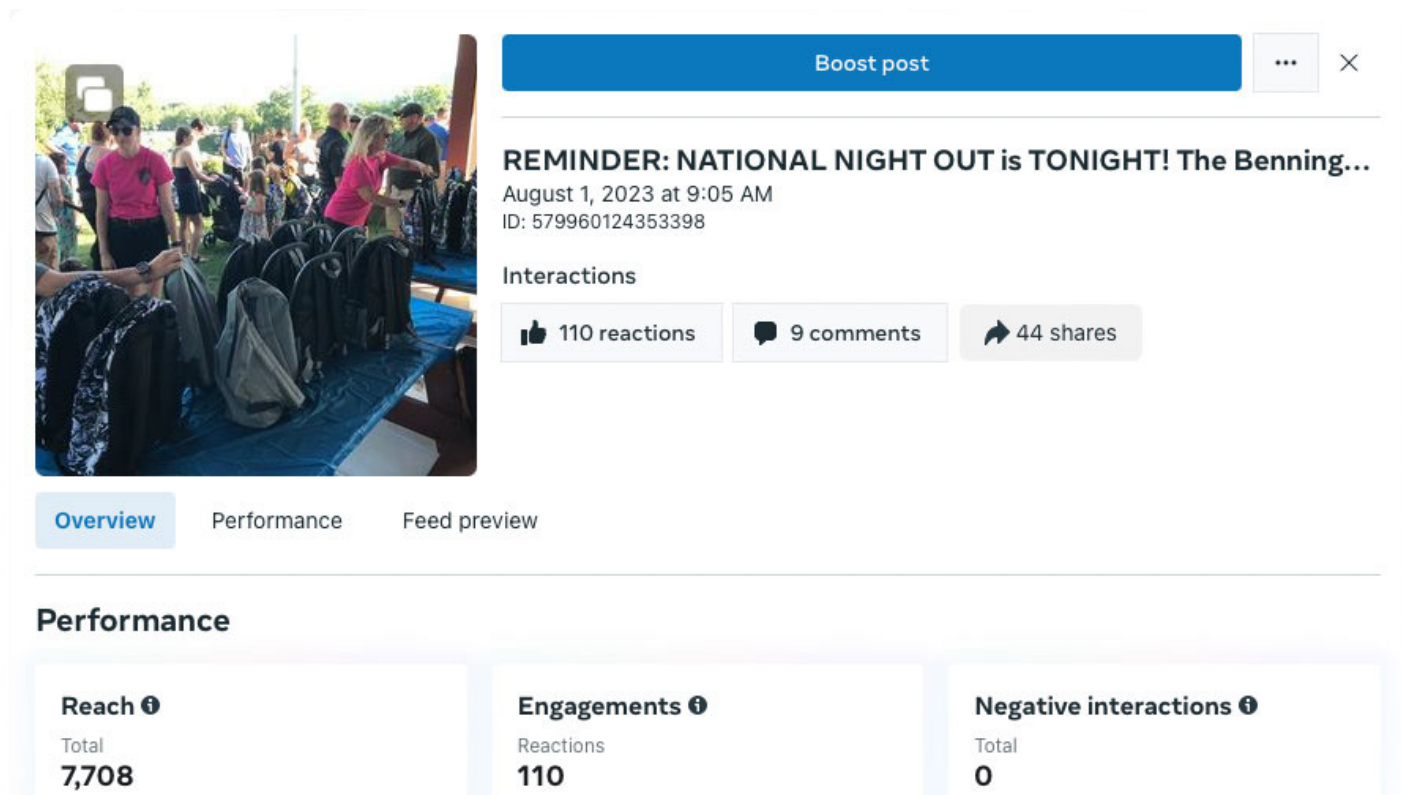 Boost post
REMINDER: NATIONAL NIGHT OUT is TONIGHT! The Benning...
August 1, 2023 at 9:05 AM
ID: 579960124353398
Interactions
110 reactions
9 comments
44 shares
Overview
Performance
Feed preview
Performance
Reach
Total
7,708
Engagements
Reactions
110
Negative interactions
Total
0